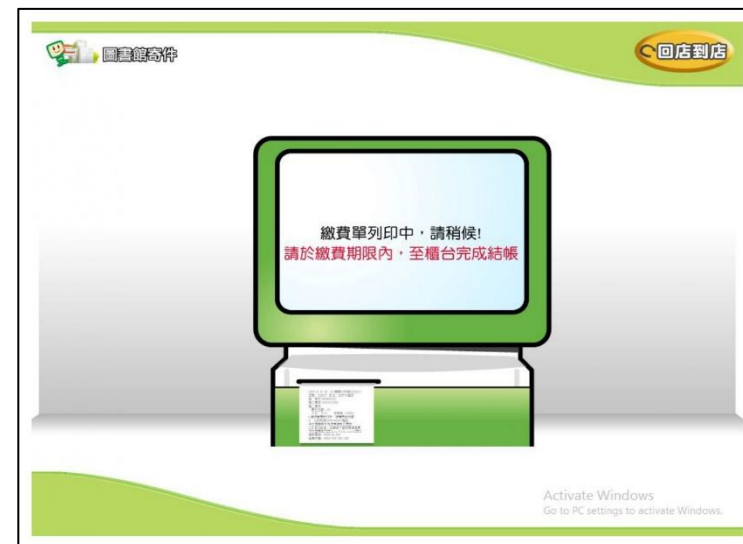 圖書館寄件
回店到店
繳費單列印中，請稍候!
請於繳費期限內，至櫃台完成結帳
Activate Windows
Go to PC settings to activate Windows.